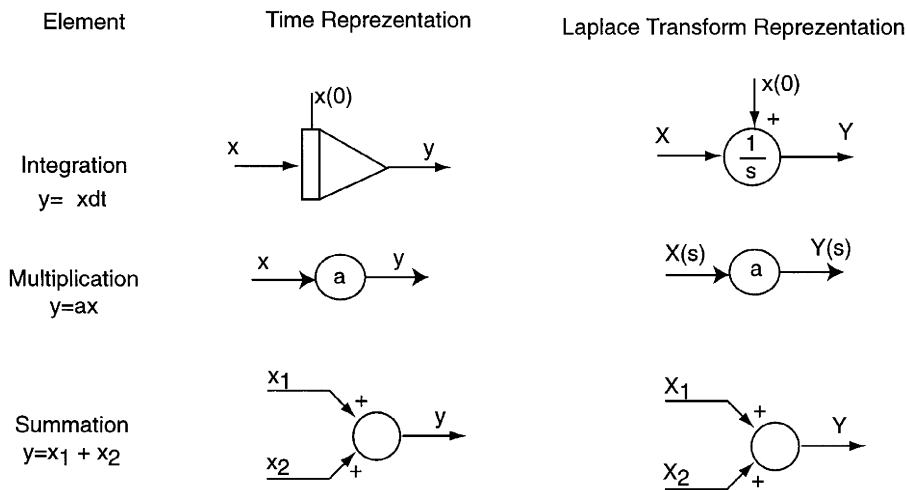 Element Time Reprezentation Laplace Transform Reprezentation
x(0) x(0)
+
x y X 1/s Y
Integration
y= xdt
x a y X(s) a Y(s)
Multiplication
y=ax
x1 X1
+ +
Summation y Y
y=x1 + x2
x2 + X2 +